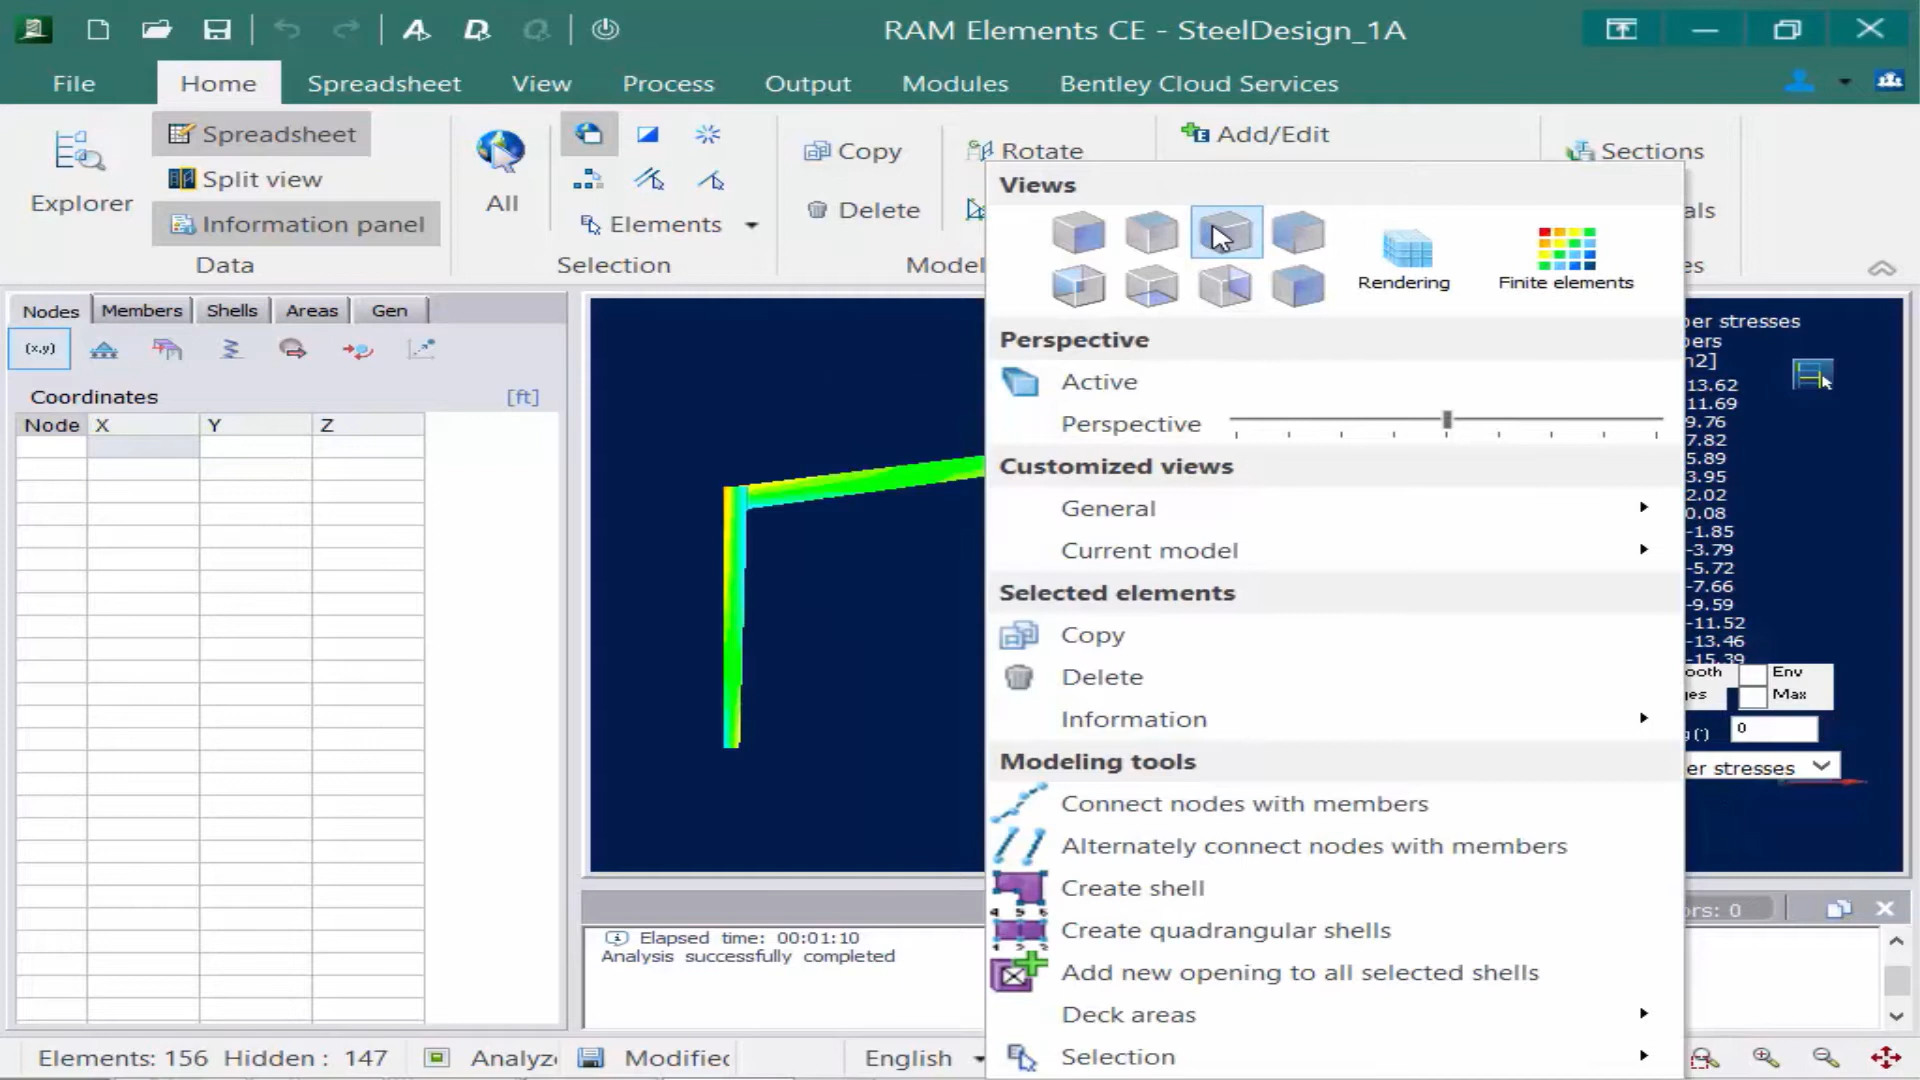 RAM Elements CE - SteelDesign_1A
File Home Spreadsheet View Process Output Modules Bentley Cloud Services
Explorer
Spreadsheet
Split view
Information panel
Data
All
Elements
Selection
Copy
Delete
Rotate
Add/Edit
Sections
Nodes Members Shells Areas Gen
(x,y)
Coordinates [ft]
Node X Y Z
Views
Rendering
Finite elements
Perspective
Active
Perspective
Customized views
General
Current model
Selected elements
Copy
Delete
Information
Modeling tools
Connect nodes with members
Alternately connect nodes with members
Create shell
Create quadrangular shells
Add new opening to all selected shells
Deck areas
Selection
stresses
13.62
11.69
9.76
7.82
5.89
3.95
2.02
0.08
-1.85
-3.79
-5.72
-7.66
-9.59
-11.52
-13.46
-15.39
Env
Max
0
stresses
Elapsed time: 00:01:10
Analysis successfully completed
Elements: 156 Hidden : 147 English